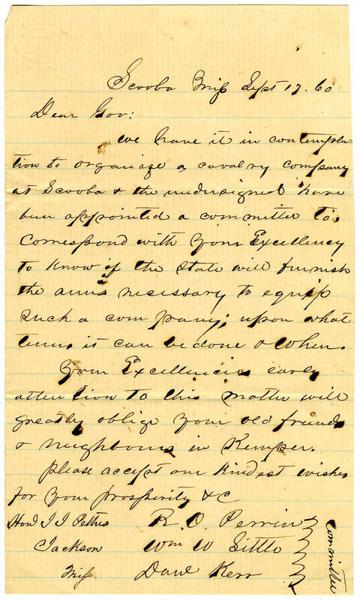 Scooba Miss Sept 17. 60
Dear Gov:
We have it in contempla
tion to organize a cavalry company
at Scooba & the undersigned have
been appointed a committee to
correspond with Your Excellency
to know if the State will furnish
the arms necessary to equip
such a company; upon what
terms it can be done & When.
Your Excellencies early
attention to this matter will
greatly oblige your old friends
& neighbours in Kemper.
Please accept our kindest wishes
for your prosperity &C
Hon J J Pettus R. O. Perrin
Jackson Wm W Little
Miss Danl Kerr
Committee